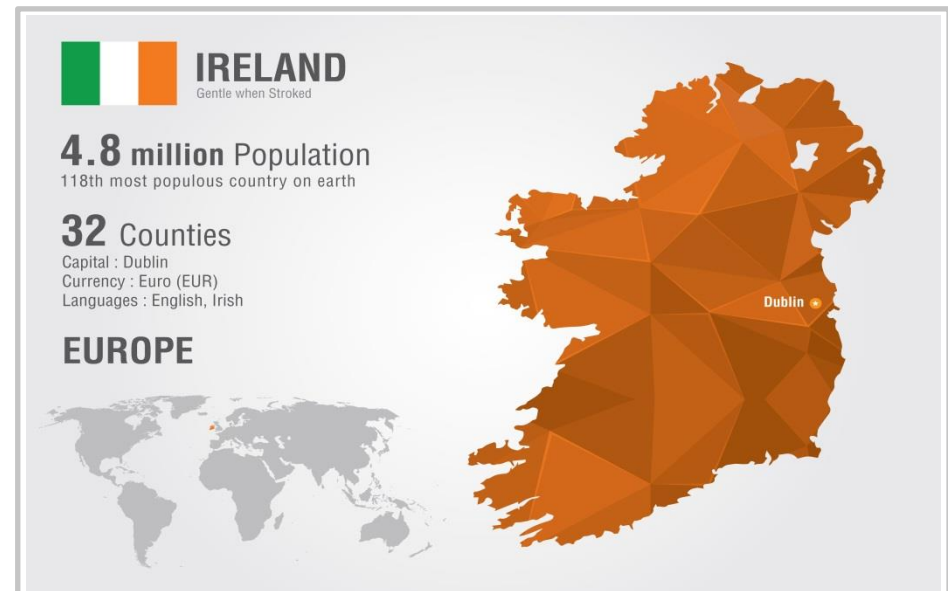 IRELAND
Gentle when Stroked
4.8 million Population
118th most populous country on earth
32 Counties
Capital : Dublin
Currency : Euro (EUR)
Languages : English, Irish
EUROPE
Dublin